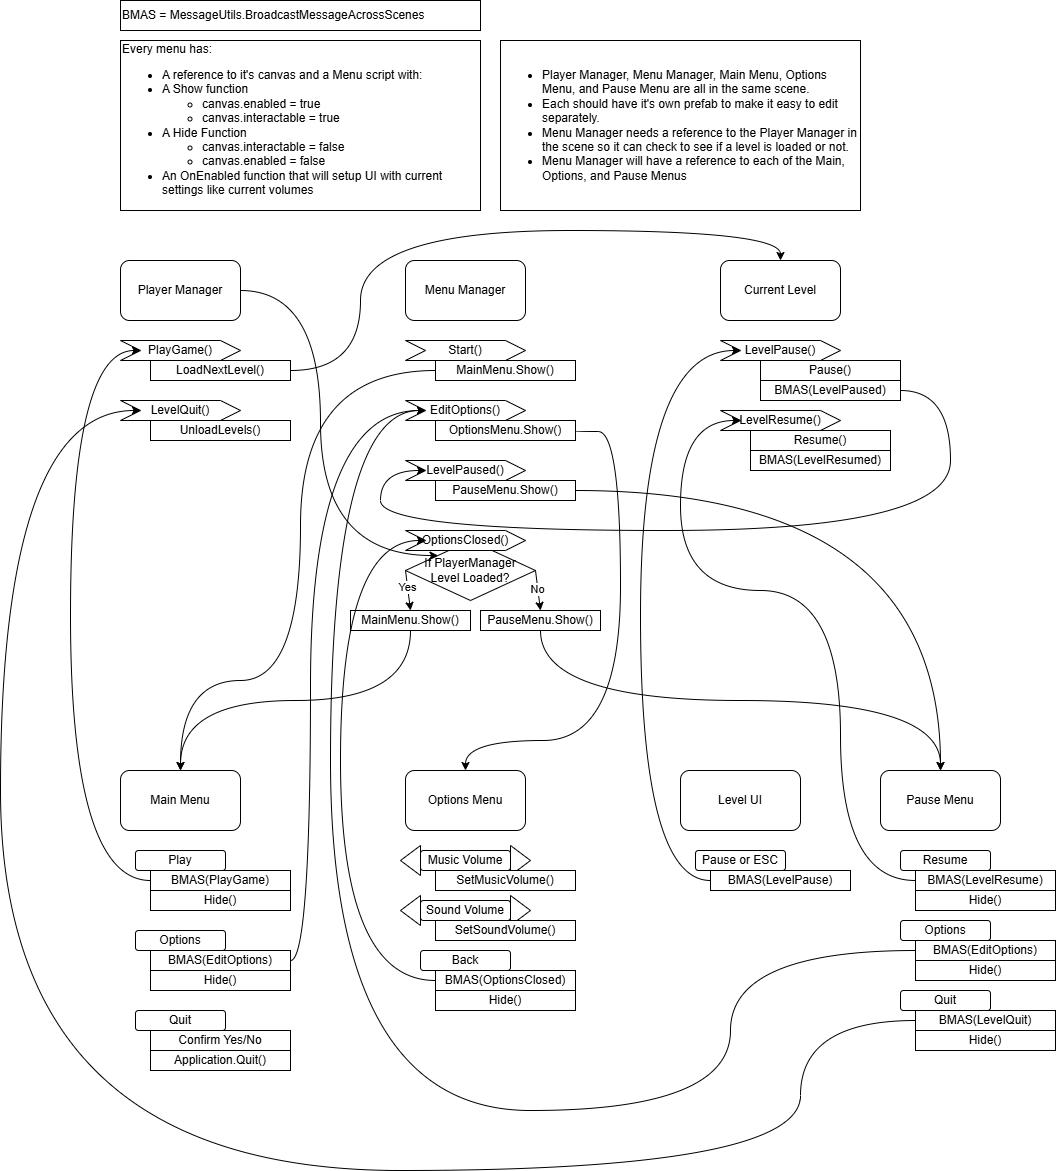 BMAS = MessageUtils.BroadcastMessageAcrossScenes
Every menu has:
A reference to it's canvas and a Menu script with:
A Show function
canvas.enabled = true
canvas.interactable = true
A Hide Function
canvas.interactable = false
canvas.enabled = false
An OnEnabled function that will setup UI with current
settings like current volumes
Player Manager, Menu Manager, Main Menu, Options
Menu, and Pause Menu are all in the same scene.
Each should have it's own prefab to make it easy to edit
separately.
Menu Manager needs a reference to the Player Manager in
the scene so it can check to see if a level is loaded or not.
Menu Manager will have a reference to each of the Main,
Options, and Pause Menus
Player Manager
PlayGame()
LoadNextLevel()
LevelQuit()
UnloadLevels()
Menu Manager
Start()
MainMenu.Show()
EditOptions()
OptionsMenu.Show()
LevelPaused()
PauseMenu.Show()
OptionsClosed()
If PlayerManager
Level Loaded?
Yes
No
MainMenu.Show()
PauseMenu.Show()
Current Level
LevelPause()
Pause()
BMAS(LevelPaused)
LevelResume()
Resume()
BMAS(LevelResumed)
Main Menu
Play
BMAS(PlayGame)
Hide()
Options
BMAS(EditOptions)
Hide()
Quit
Confirm Yes/No
Application.Quit()
Options Menu
Music Volume
SetMusicVolume()
Sound Volume
SetSoundVolume()
Back
BMAS(OptionsClosed)
Hide()
Level UI
Pause or ESC
BMAS(LevelPause)
Pause Menu
Resume
BMAS(LevelResume)
Hide()
Options
BMAS(EditOptions)
Hide()
Quit
BMAS(LevelQuit)
Hide()